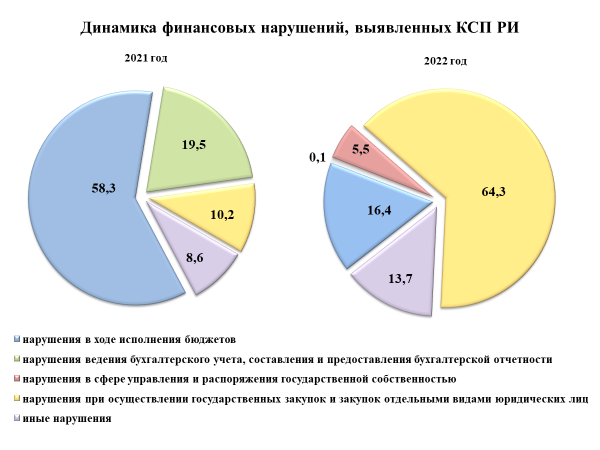 Динамика финансовых нарушений, выявленных КСП РИ
2021 год
2022 год
58,3
19,5
10,2
8,6
0,1
5,5
64,3
16,4
13,7
нарушения в ходе исполнения бюджетов
нарушения ведения бухгалтерского учета, составления и предоставления бухгалтерской отчетности
нарушения в сфере управления и распоряжения государственной собственностью
нарушения при осуществлении государственных закупок и закупок отдельными видами юридических лиц
иные нарушения